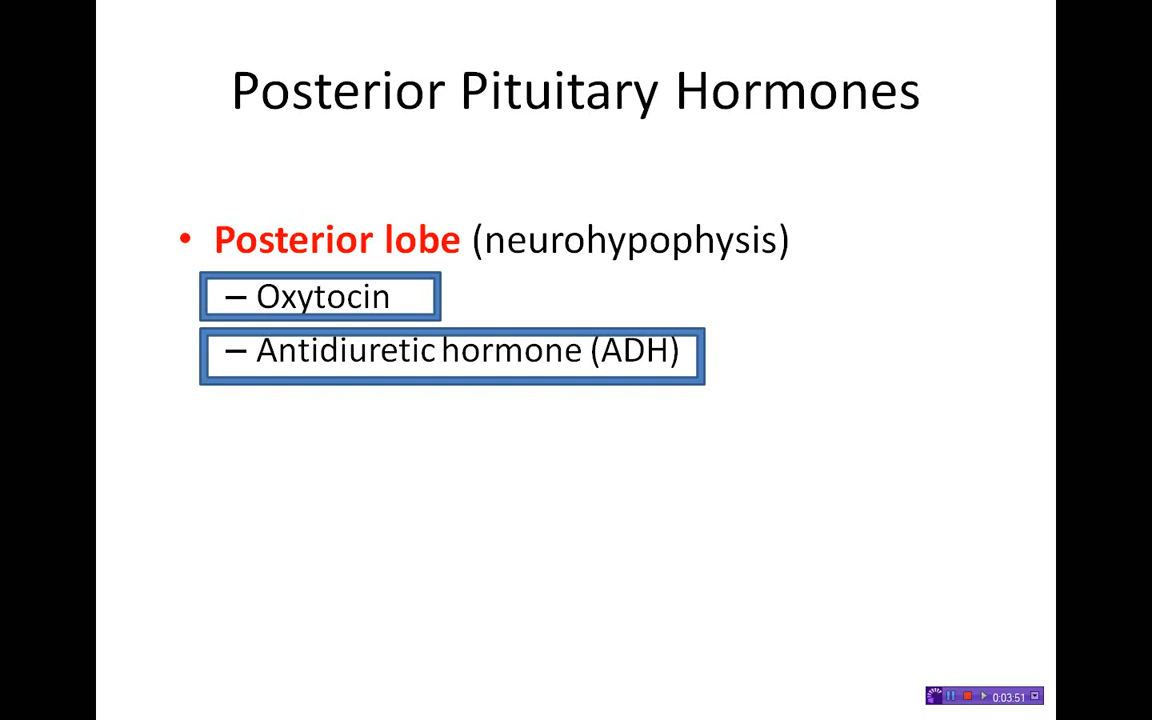 Posterior Pituitary Hormones
• Posterior lobe (neurohypophysis)
– Oxytocin
– Antidiuretic hormone (ADH)
0:03:51